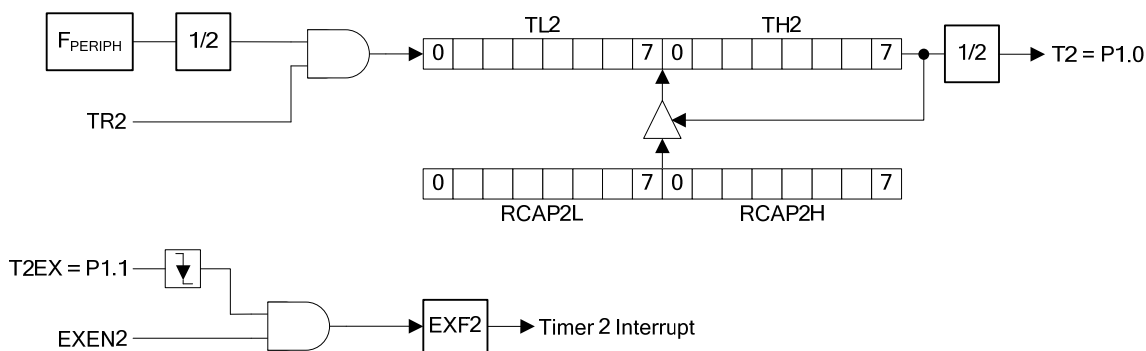 TL2 TH2
FPERIPH 1/2 0 7 0 7 1/2 T2 = P1.0
TR2
0 7 0 7
RCAP2L RCAP2H
T2EX = P1.1
EXEN2 EXF2 Timer 2 Interrupt